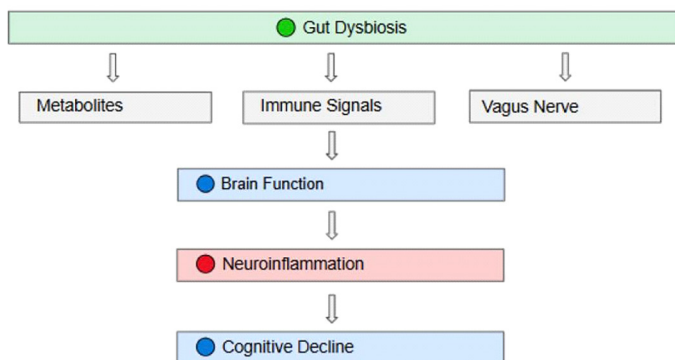 Gut Dysbiosis
Metabolites
Immune Signals
Vagus Nerve
Brain Function
Neuroinflammation
Cognitive Decline